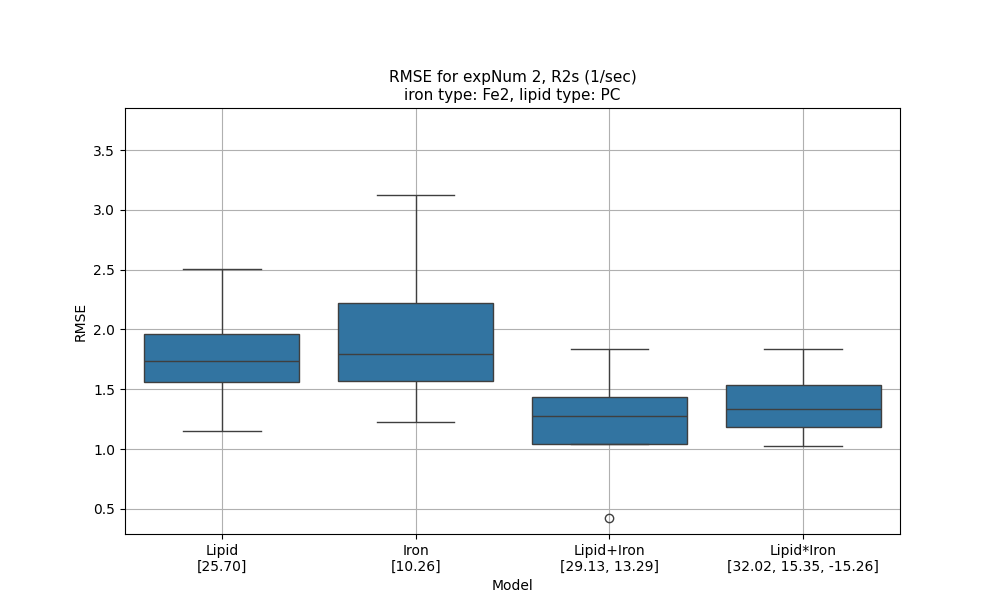 RMSE for expNum 2, R2s (1/sec)
iron type: Fe2, lipid type: PC
3.5
3.0
2.5
2.0
1.5
1.0
0.5
RMSE
Lipid
[25.70]
Iron
[10.26]
Lipid+Iron
[29.13, 13.29]
Lipid*Iron
[32.02, 15.35, -15.26]
Model